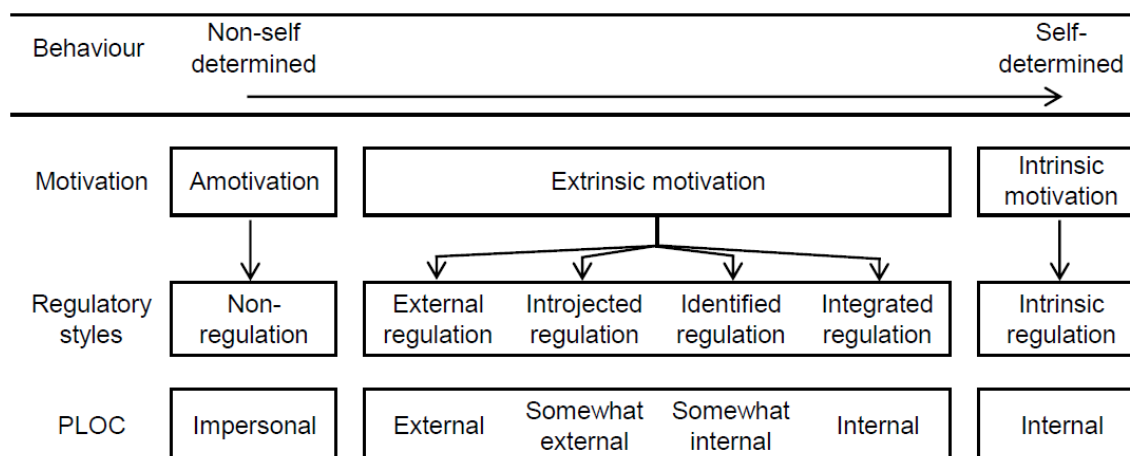 Behaviour
Non-self
determined
Self-
determined
Motivation
Amotivation
Extrinsic motivation
Intrinsic
motivation
Regulatory
styles
Non-
regulation
External
regulation
Introjected
regulation
Identified
regulation
Integrated
regulation
Intrinsic
regulation
PLOC
Impersonal
External
Somewhat
external
Somewhat
internal
Internal
Internal